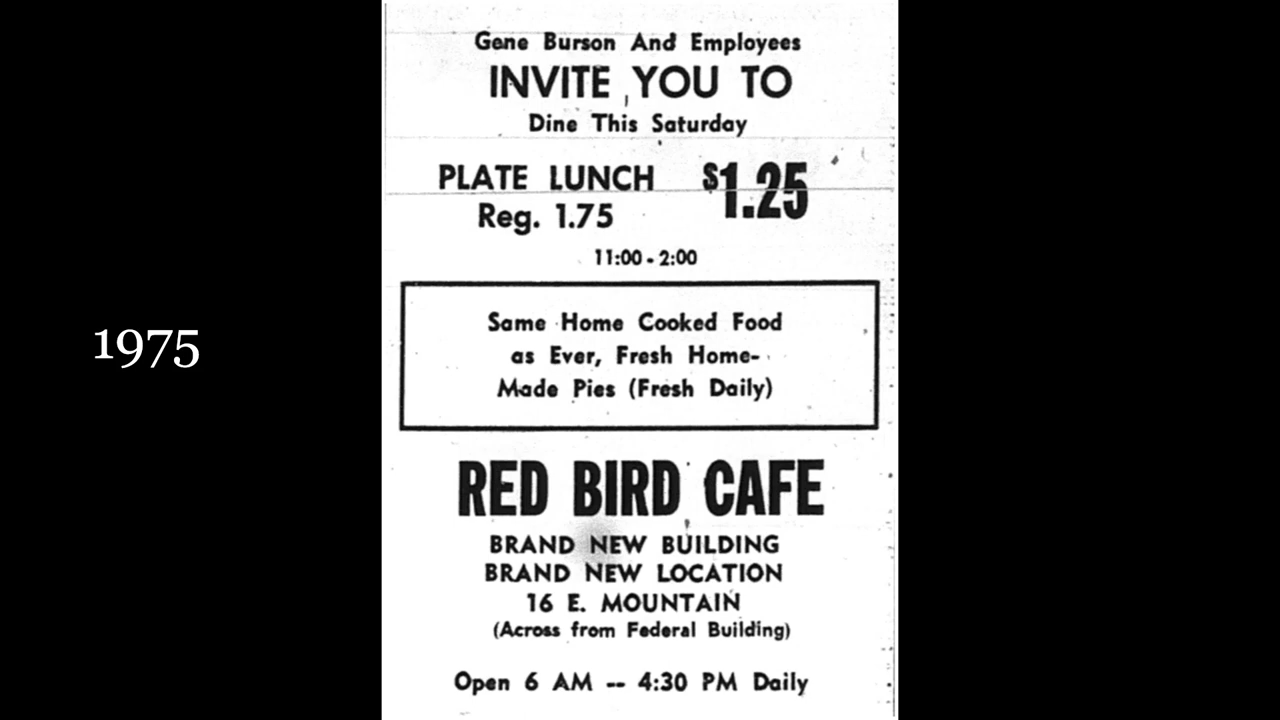 1975
Gene Burson And Employees
INVITE YOU TO
Dine This Saturday
PLATE LUNCH $1.25
Reg. 1.75
11:00 - 2:00
Same Home Cooked Food
as Ever, Fresh Home-
Made Pies (Fresh Daily)
RED BIRD CAFE
BRAND NEW BUILDING
BRAND NEW LOCATION
16 E. MOUNTAIN
(Across from Federal Building)
Open 6 AM -- 4:30 PM Daily